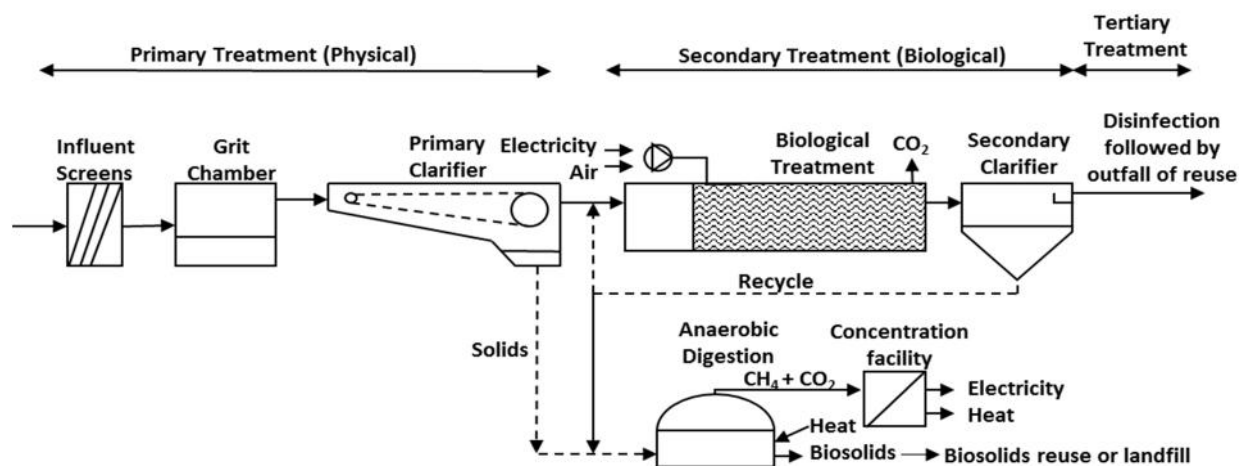 Primary Treatment (Physical)
Secondary Treatment (Biological)
Tertiary
Treatment
Influent
Screens
Grit
Chamber
Primary
Clarifier
Electricity
Air
Biological
Treatment
CO2
Secondary
Clarifier
Disinfection
followed by
outfall of reuse
Recycle
Solids
Anaerobic
Digestion
CH4 + CO2
Concentration
facility
Electricity
Heat
Heat
Biosolids
Biosolids reuse or landfill